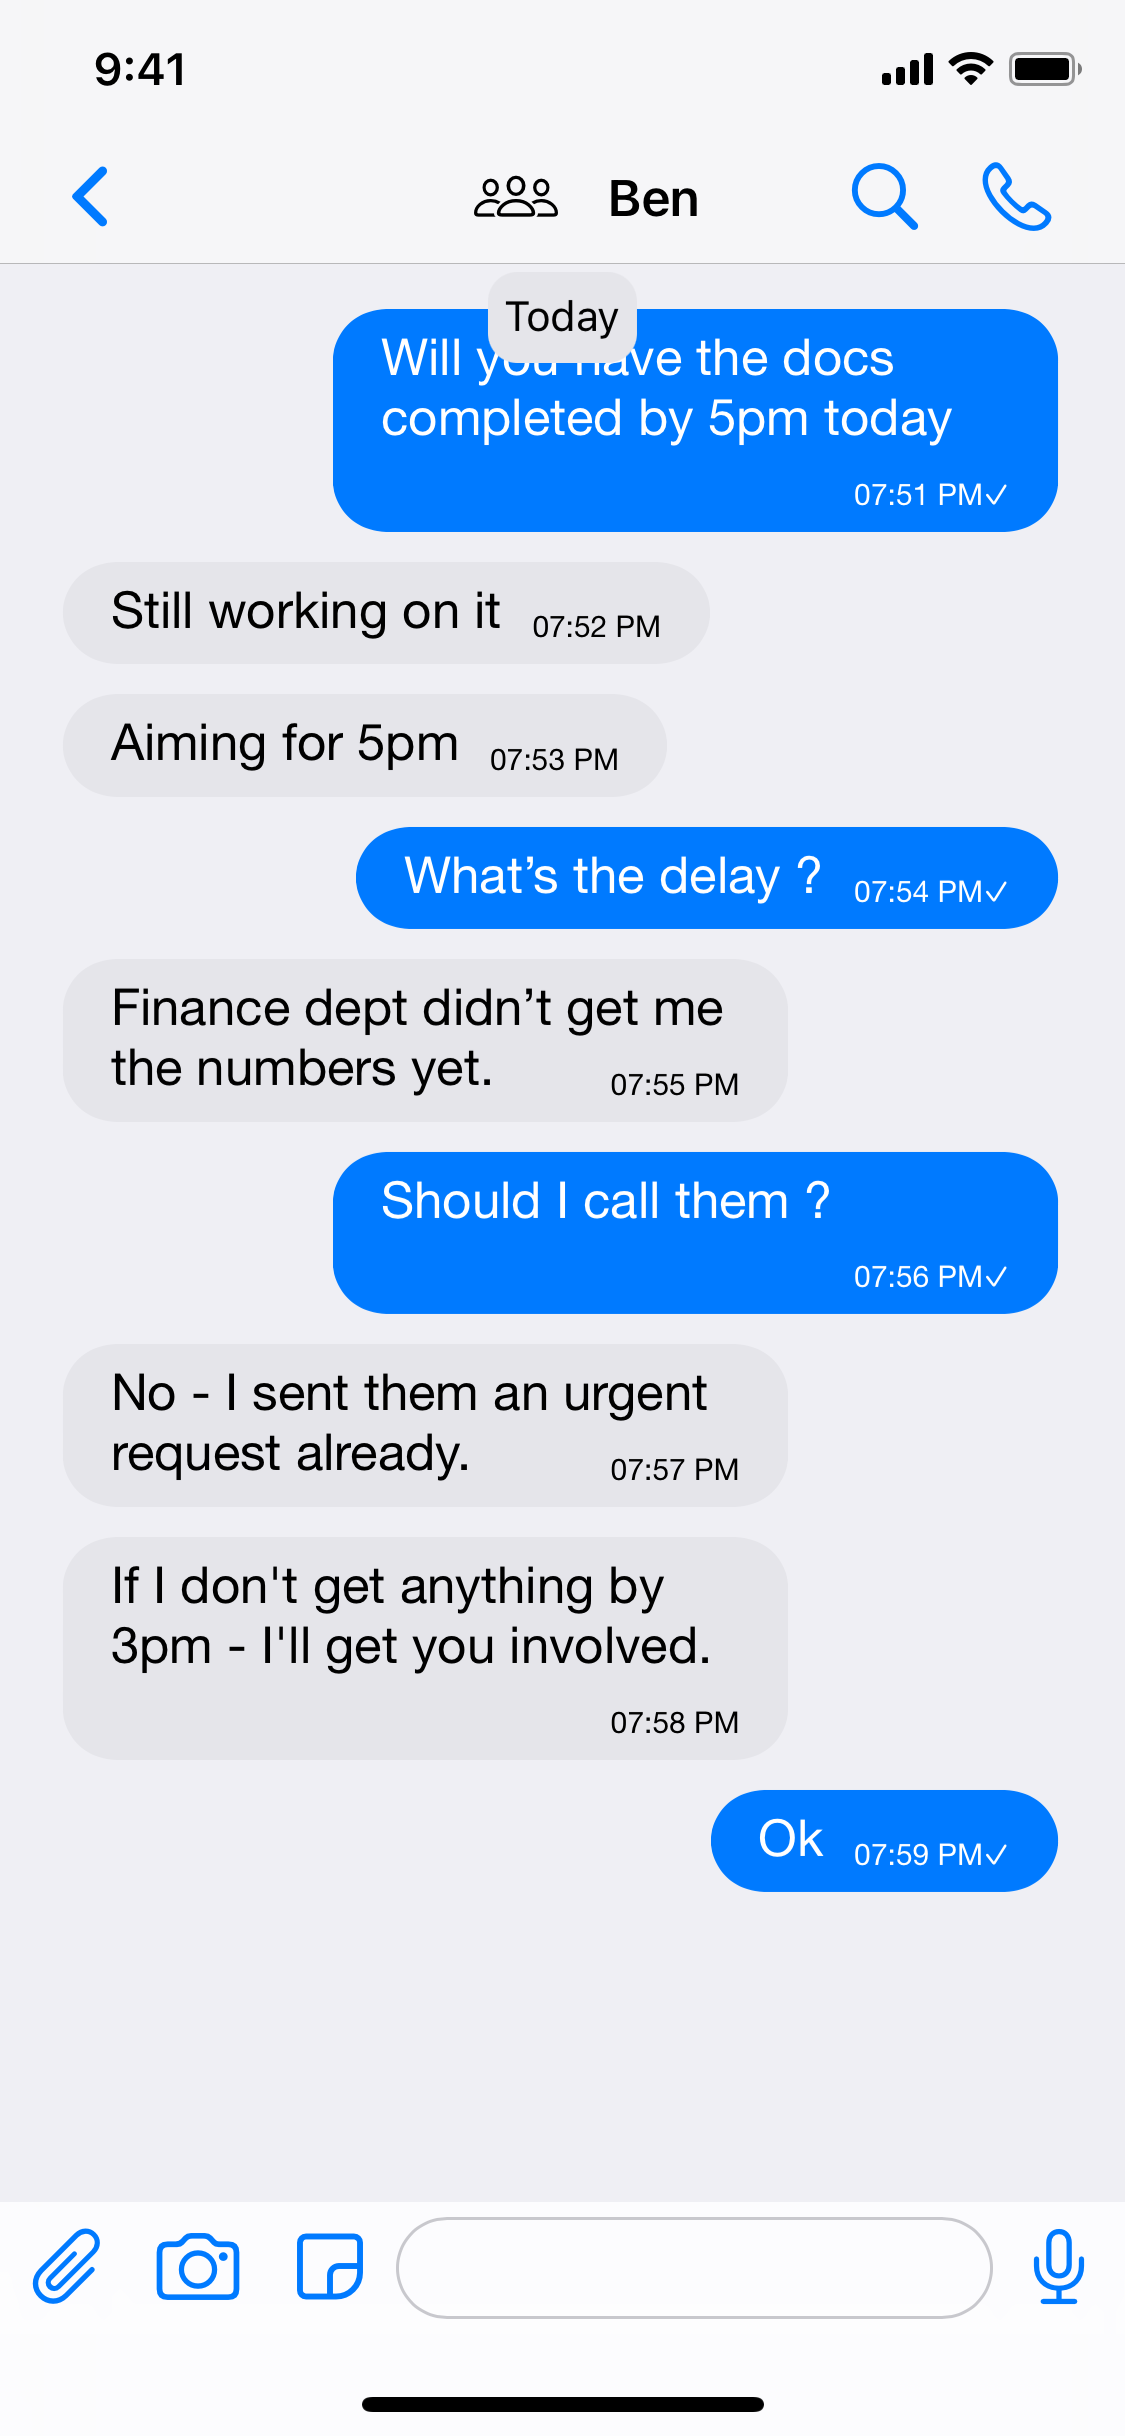 9:41
Ben
Today
Will you have the docs
completed by 5pm today
07:51 PM✓
Still working on it 07:52 PM
Aiming for 5pm 07:53 PM
What’s the delay ? 07:54 PM✓
Finance dept didn’t get me
the numbers yet. 07:55 PM
Should I call them ?
07:56 PM✓
No - I sent them an urgent
request already. 07:57 PM
If I don't get anything by
3pm - I'll get you involved.
07:58 PM
Ok 07:59 PM✓